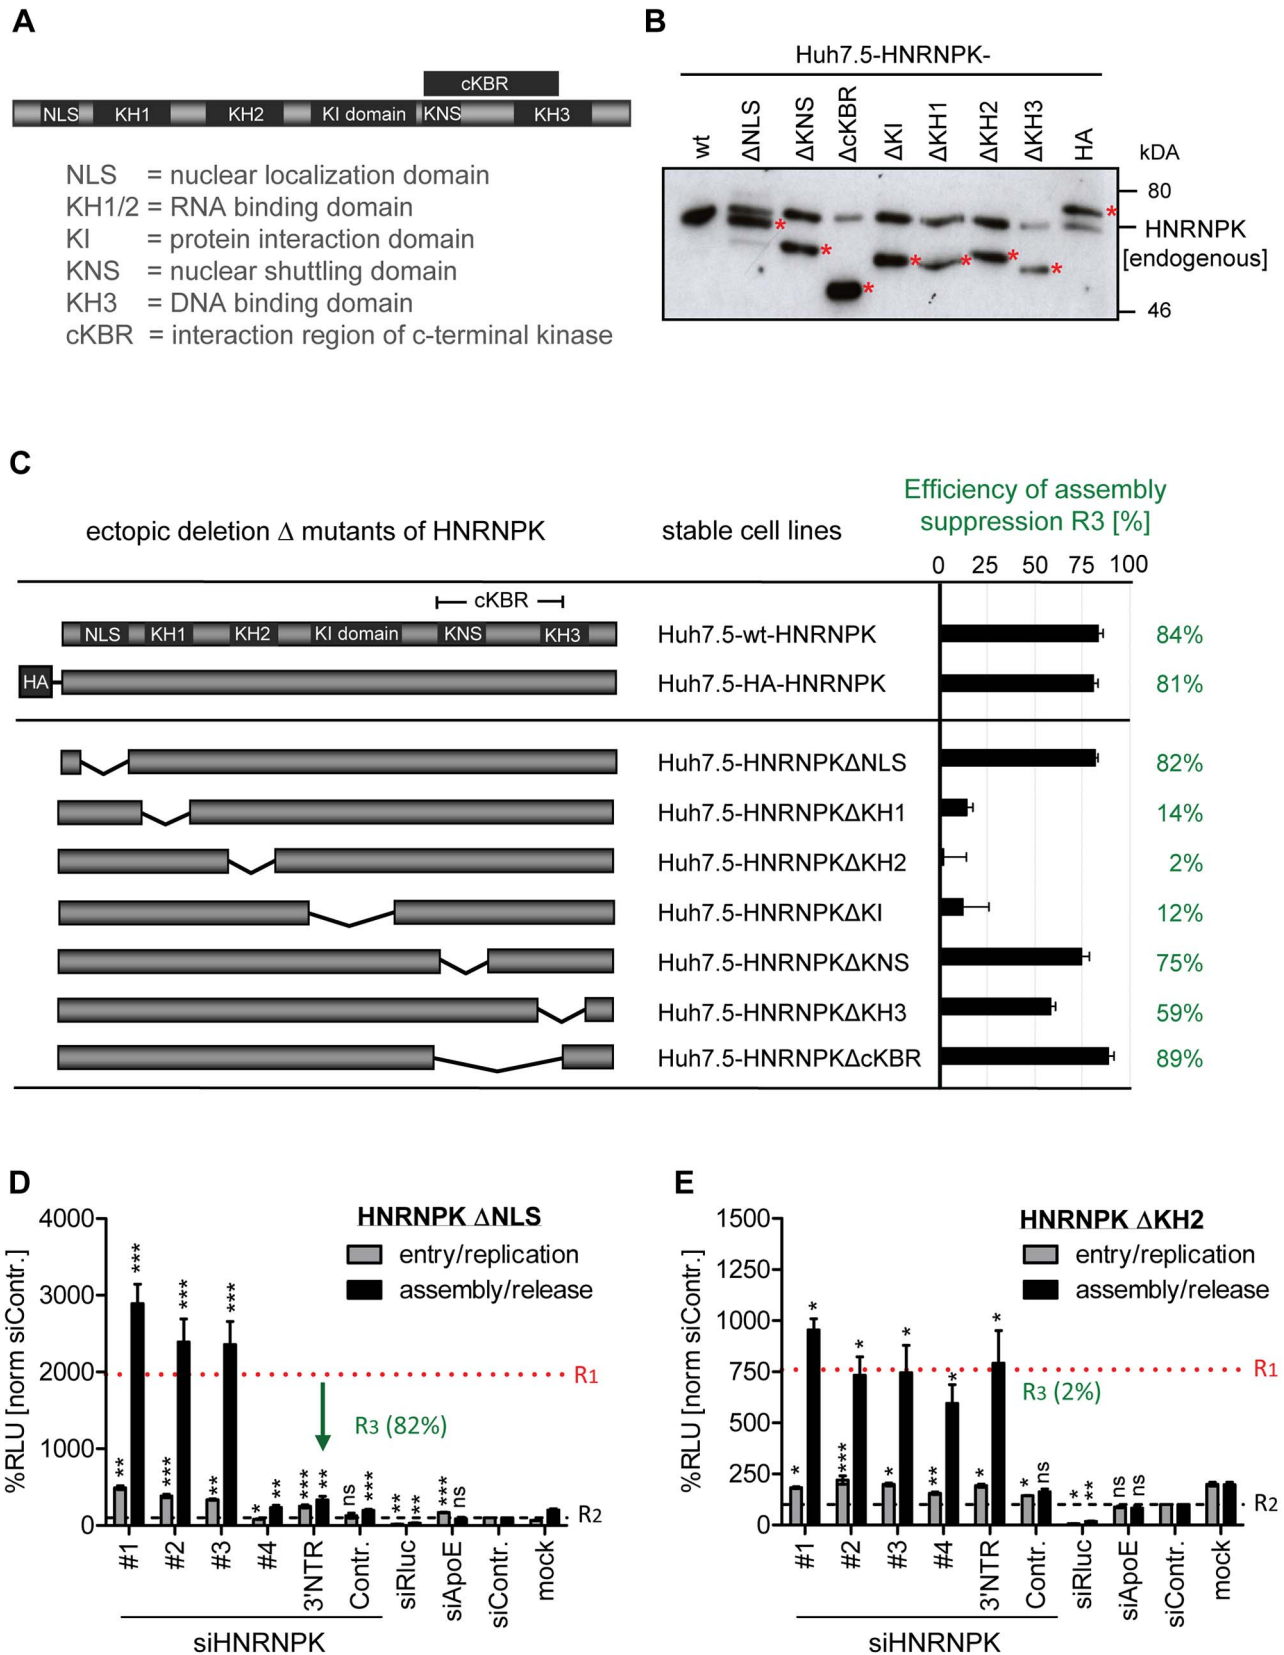 A
cKBR
NLS KH1 KH2 KI domain KNS KH3
NLS = nuclear localization domain
KH1/2 = RNA binding domain
KI = protein interaction domain
KNS = nuclear shuttling domain
KH3 = DNA binding domain
cKBR = interaction region of c-terminal kinase
B
Huh7.5-HNRNPK-
wt ΔNLS ΔKNS ΔcKBR ΔKI ΔKH1 ΔKH2 ΔKH3 HA
kDA
80
HNRNPK
[endogenous]
46
* * * * * * * *
C
Efficiency of assembly
suppression R3 [%]
ectopic deletion Δ mutants of HNRNPK stable cell lines
0 25 50 75 100
cKBR
NLS KH1 KH2 KI domain KNS KH3 Huh7.5-wt-HNRNPK 84%
HA Huh7.5-HA-HNRNPK 81%
Huh7.5-HNRNPKΔNLS 82%
Huh7.5-HNRNPKΔKH1 14%
Huh7.5-HNRNPKΔKH2 2%
Huh7.5-HNRNPKΔKI 12%
Huh7.5-HNRNPKΔKNS 75%
Huh7.5-HNRNPKΔKH3 59%
Huh7.5-HNRNPKΔcKBR 89%
D
HNRNPK ΔNLS
entry/replication
assembly/release
%RLU [norm siContr.]
4000
3000
2000
1000
0
R1
R3 (82%)
R2
** *** *** *** ** *** * ** *** ** ns *** ** ** *** ns
#1 #2 #3 #4 3'NTR Contr. siRluc siApoE siContr. mock
siHNRNPK
E
HNRNPK ΔKH2
entry/replication
assembly/release
%RLU [norm siContr.]
1500
1250
1000
750
500
250
0
R1
R3 (2%)
R2
* * *** * * * ** * * * * ns * ** ns ns
#1 #2 #3 #4 3'NTR Contr. siRluc siApoE siContr. mock
siHNRNPK